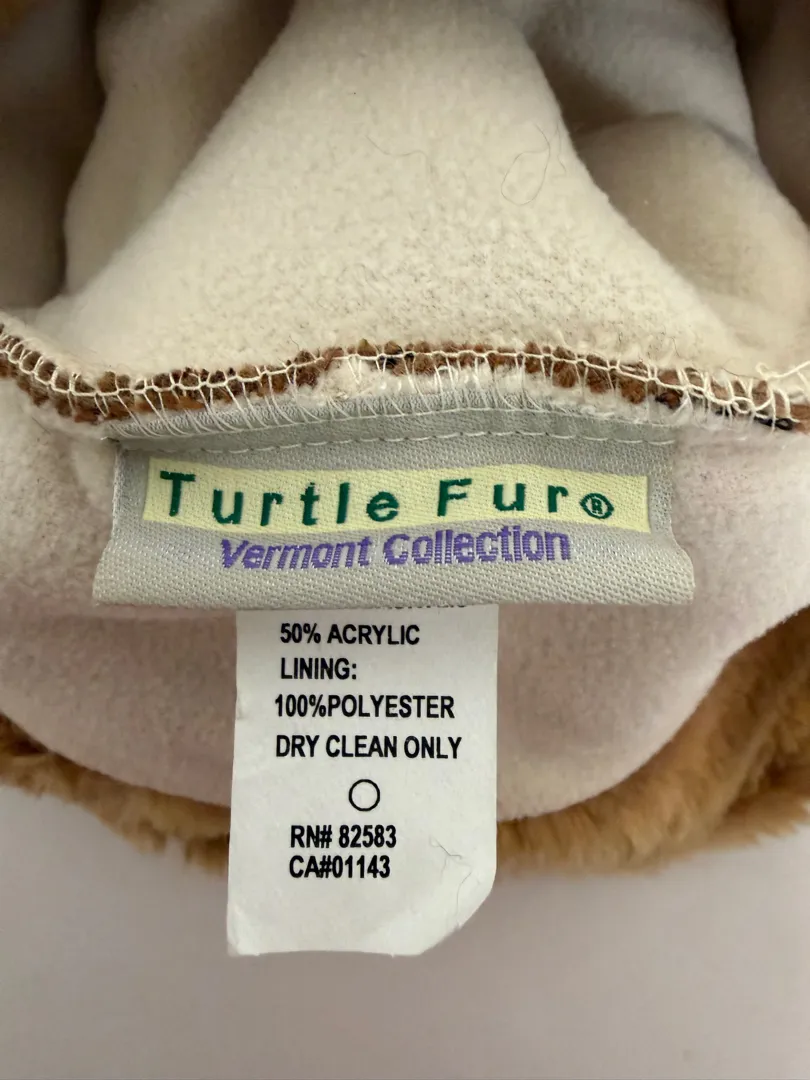 Turtle Fur®
Vermont Collection
50% ACRYLIC
LINING:
100%POLYESTER
DRY CLEAN ONLY
RN# 82583
CA#01143